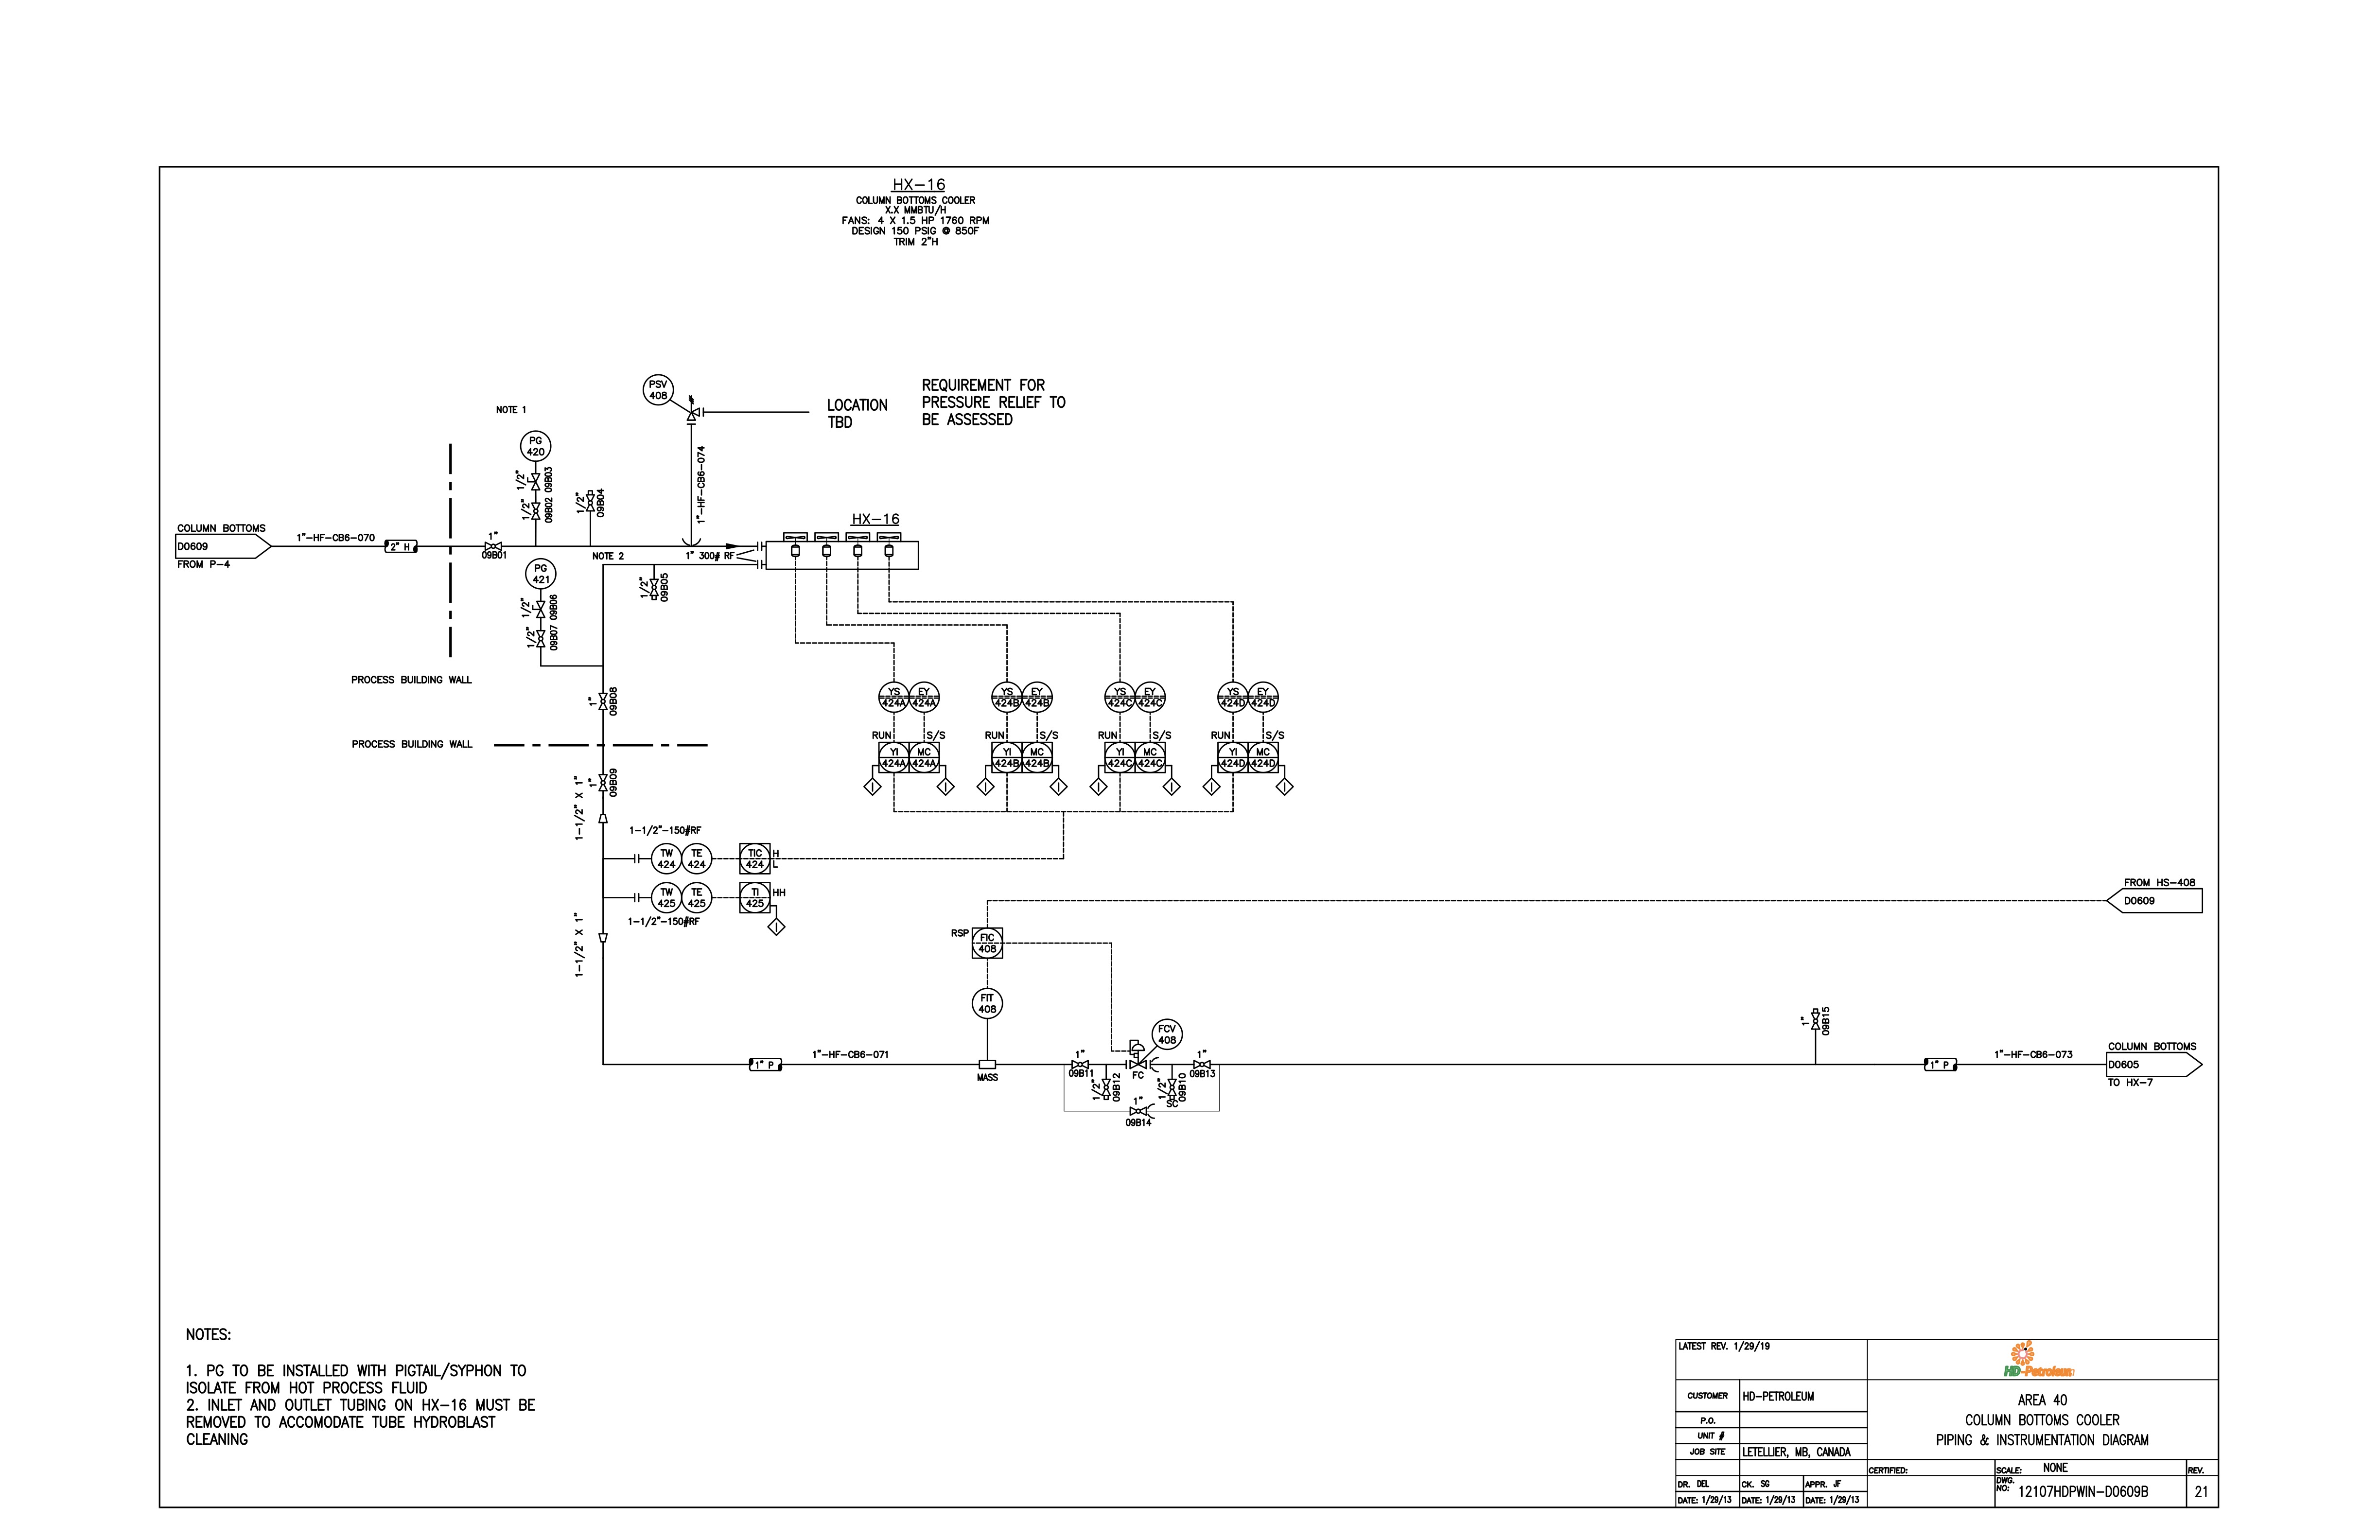 HX-16
COLUMN BOTTOMS COOLER
X.X MMBTU/H
FANS: 4 X 1.5 HP 1760 RPM
DESIGN 150 PSIG @ 850F
TRIM 2"H
PSV
408
LOCATION
TBD
REQUIREMENT FOR
PRESSURE RELIEF TO
BE ASSESSED
NOTE 1
PG
420
1/2"
09B03
1/2"
09B02
1/2"
09B04
1"-HF-CB6-074
COLUMN BOTTOMS
D0609
FROM P-4
1"-HF-CB6-070
2" H
1"
09B01
NOTE 2
1" 300# RF
HX-16
PG
421
1/2"
09B06
1/2"
09B07
1/2"
09B05
PROCESS BUILDING WALL
1"
09B08
PROCESS BUILDING WALL
YS
424A
EY
424A
YS
424B
EY
424B
YS
424C
EY
424C
YS
424D
EY
424D
RUN
S/S
RUN
S/S
RUN
S/S
RUN
S/S
YI
424A
MC
424A
YI
424B
MC
424B
YI
424C
MC
424C
YI
424D
MC
424D
I
I
I
I
I
I
I
I
1-1/2" X 1"
1"
09B09
1-1/2"-150#RF
TW
424
TE
424
TIC
424
H
L
TW
425
TE
425
TI
425
HH
I
1-1/2"-150#RF
1-1/2" X 1"
FROM HS-408
D0609
RSP
FIC
408
FIT
408
MASS
1" P
1"-HF-CB6-071
1"
09B11
1/2"
09B12
FCV
408
FC
1/2"
09B10
SC
1"
09B13
1"
09B14
1"
09B15
1" P
1"-HF-CB6-073
COLUMN BOTTOMS
D0605
TO HX-7
NOTES:
1. PG TO BE INSTALLED WITH PIGTAIL/SYPHON TO
ISOLATE FROM HOT PROCESS FLUID
2. INLET AND OUTLET TUBING ON HX-16 MUST BE
REMOVED TO ACCOMODATE TUBE HYDROBLAST
CLEANING
LATEST REV. 1/29/19
HD-Petroleum
CUSTOMER HD-PETROLEUM
P.O.
UNIT #
JOB SITE LETELLIER, MB, CANADA
AREA 40
COLUMN BOTTOMS COOLER
PIPING & INSTRUMENTATION DIAGRAM
DR. DEL CK. SG APPR. JF
DATE: 1/29/13 DATE: 1/29/13 DATE: 1/29/13
CERTIFIED:
SCALE: NONE
DWG. NO: 12107HDPWIN-D0609B
REV.
21